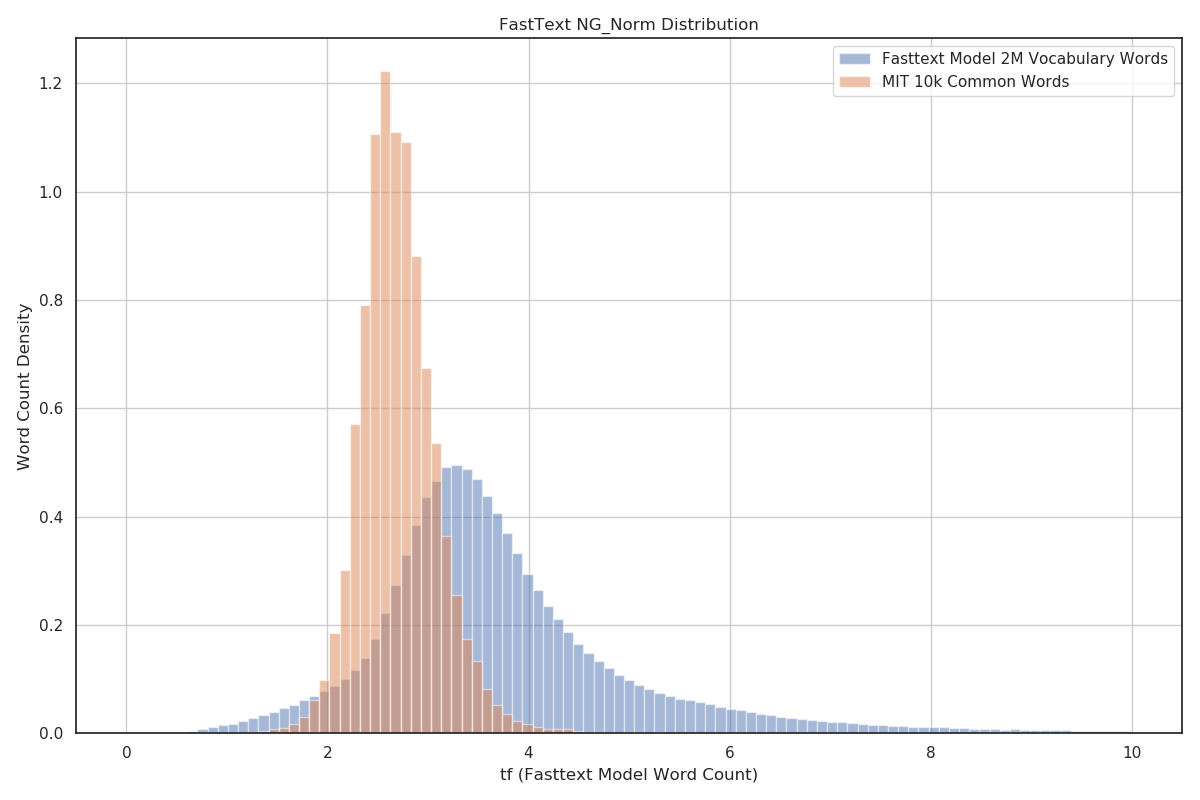 FastText NG_Norm Distribution
Fasttext Model 2M Vocabulary Words
MIT 10k Common Words
Word Count Density
1.2
1.0
0.8
0.6
0.4
0.2
0.0
0 2 4 6 8 10
tf (Fasttext Model Word Count)